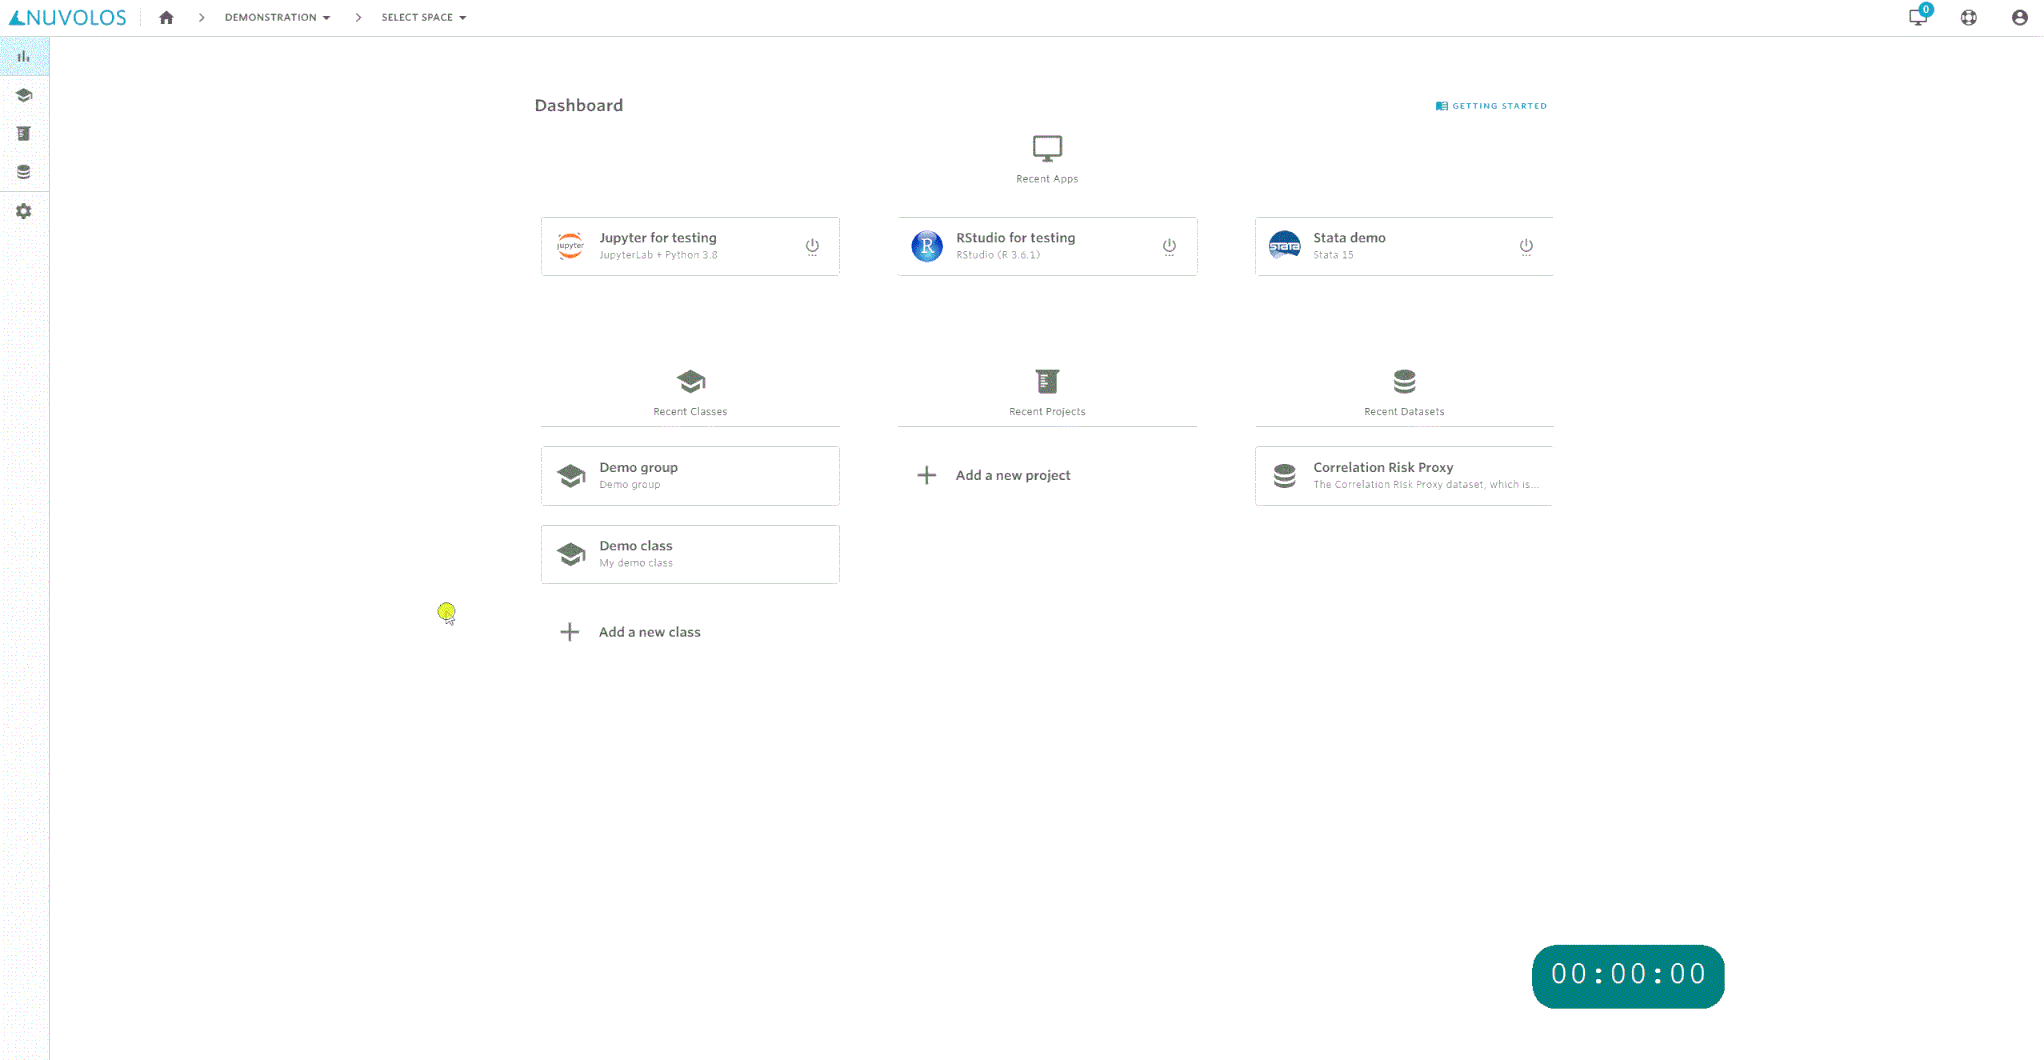 NUVOLOS
DEMONSTRATION
SELECT SPACE
0
Dashboard
GETTING STARTED
Recent Apps
jupyter
Jupyter for testing
JupyterLab + Python 3.8
R
RStudio for testing
RStudio (R 3.6.1)
stata
Stata demo
Stata 15
Recent Classes
Recent Projects
Recent Datasets
Demo group
Demo group
Add a new project
Correlation Risk Proxy
The Correlation Risk Proxy dataset, which is...
Demo class
My demo class
Add a new class
00:00:00